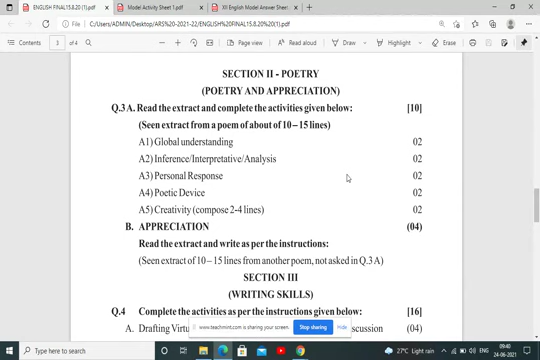 ENGLISH FINAL15.8.20 (1).pdf
Model Activity Sheet 1.pdf
XII English Model Answer Sheet
File
C:/Users/ADMIN/Desktop/ARS%20-2021-22/ENGLISH%20FINAL15.8.20%20(1).pdf
Contents 3 of 4 Page view Read aloud Draw Highlight Erase
SECTION II - POETRY
(POETRY AND APPRECIATION)
Q.3 A. Read the extract and complete the activities given below: [10]
(Seen extract from a poem of about of 10 – 15 lines)
A1) Global understanding 02
A2) Inference/Interpretative/Analysis 02
A3) Personal Response 02
A4) Poetic Device 02
A5) Creativity (compose 2-4 lines) 02
B. APPRECIATION (04)
Read the extract and write as per the instructions:
(Seen extract of 10 – 15 lines from another poem, not asked in Q.3 A)
SECTION III
(WRITING SKILLS)
Q.4 Complete the activities as per the instructions given below: [16]
www.teachmint.com is sharing your screen. Stop sharing Hide
A. Drafting Virtu scussion (04)
Type here to search
27°C Light rain ENG 09:40
24-06-2021